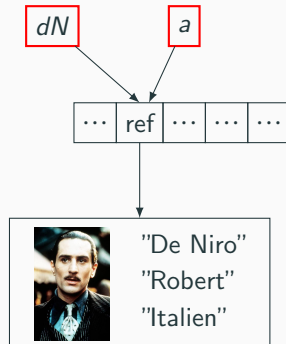 dN a
... ref ... ... ...
"De Niro"
"Robert"
"Italien"